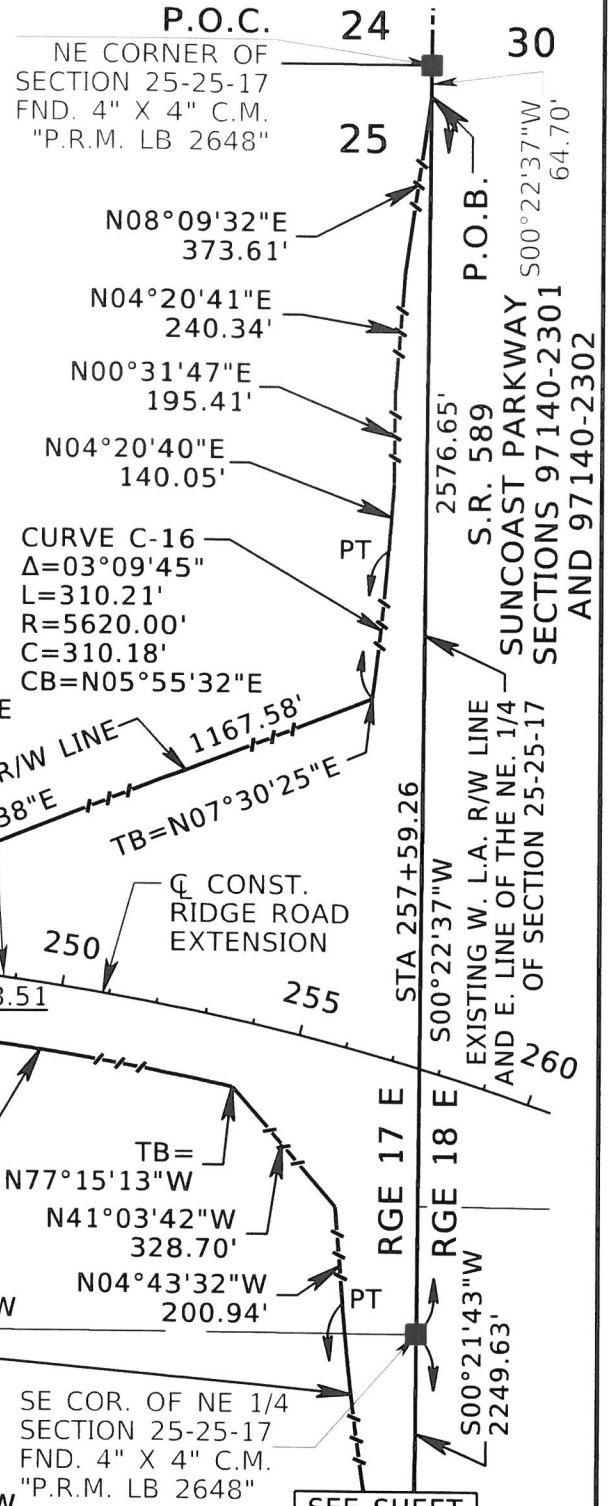 P.O.C.
24
30
NE CORNER OF
SECTION 25-25-17
FND. 4" X 4" C.M.
"P.R.M. LB 2648"
25
S00°22'37"W
64.70'
P.O.B.
N08°09'32"E
373.61'
N04°20'41"E
240.34'
N00°31'47"E
195.41'
N04°20'40"E
140.05'
2576.65'
S.R. 589
SUNCOAST PARKWAY
SECTIONS 97140-2301
AND 97140-2302
CURVE C-16
Δ=03°09'45"
L=310.21'
R=5620.00'
C=310.18'
CB=N05°55'32"E
PT
E
R/W LINE
1167.58'
38"E
TB=N07°30'25"E
℄ CONST.
RIDGE ROAD
EXTENSION
250
255
260
3.51
STA 257+59.26
S00°22'37"W
EXISTING W. L.A. R/W LINE
AND E. LINE OF THE NE. 1/4
OF SECTION 25-25-17
TB=
N77°15'13"W
N41°03'42"W
328.70'
N04°43'32"W
200.94'
RGE 17 E
RGE 18 E
W
PT
S00°21'43"W
2249.63'
SE COR. OF NE 1/4
SECTION 25-25-17
FND. 4" X 4" C.M.
"P.R.M. LB 2648"
W
SEE SHEET